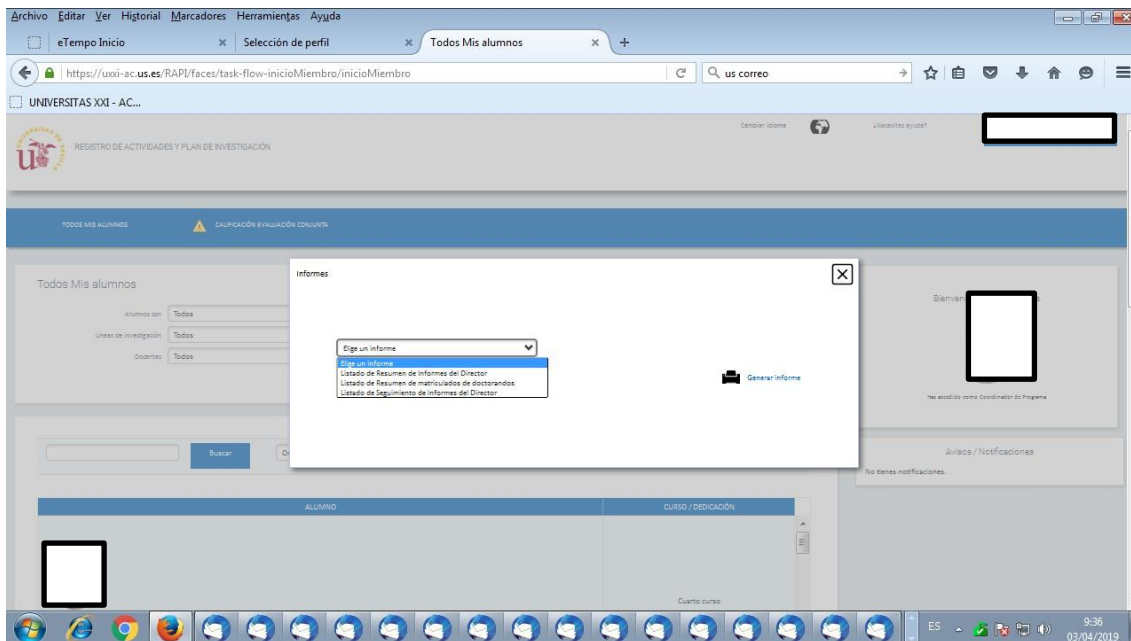 Archivo Editar Ver Historial Marcadores Herramientas Ayuda
eTempo Inicio
Selección de perfil
Todos Mis alumnos
https://uxxi-ac.us.es/RAPI/faces/task-flow-inicioMiembro/inicioMiembro
us correo
UNIVERSITAS XXI - AC...
Cambiar idioma
¿Necesitas ayuda?
REGISTRO DE ACTIVIDADES Y PLAN DE INVESTIGACIÓN
TODOS MIS ALUMNOS
CALIFICACIÓN EVALUACIÓN CONJUNTA
Informes
Todos Mis alumnos
Alumnos son Todos
Líneas de investigación Todos
Docentes Todos
Elige un informe
Elige un informe
Listado de Resumen de Informes del Director
Listado de Resumen de matriculados de doctorandos
Listado de Seguimiento de Informes del Director
Generar informe
Has accedido como Coordinador de Programa
Buscar
Avisos / Notificaciones
No tienes notificaciones.
ALUMNO
CURSO / DEDICACIÓN
Cuarto curso
ES
9:36
03/04/2019